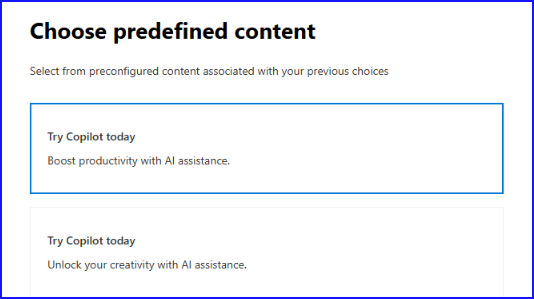 Choose predefined content
Select from preconfigured content associated with your previous choices
Try Copilot today
Boost productivity with AI assistance.
Try Copilot today
Unlock your creativity with AI assistance.